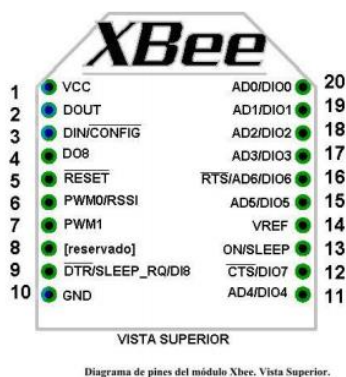 XBee
1 VCC AD0/DIO0 20
2 DOUT AD1/DIO1 19
3 DIN/CONFIG AD2/DIO2 18
4 DO8 AD3/DIO3 17
5 RESET RTS/AD6/DIO6 16
6 PWM0/RSSI AD5/DIO5 15
7 PWM1 VREF 14
8 [reservado] ON/SLEEP 13
9 DTR/SLEEP_RQ/DI8 CTS/DIO7 12
10 GND AD4/DIO4 11
VISTA SUPERIOR
Diagrama de pines del módulo Xbee. Vista Superior.